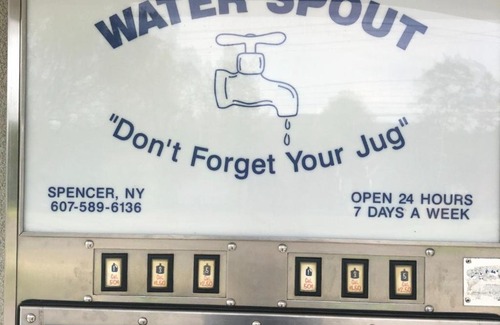 WATER SPOUT
"Don't Forget Your Jug"
SPENCER, NY
607-589-6136
OPEN 24 HOURS
7 DAYS A WEEK